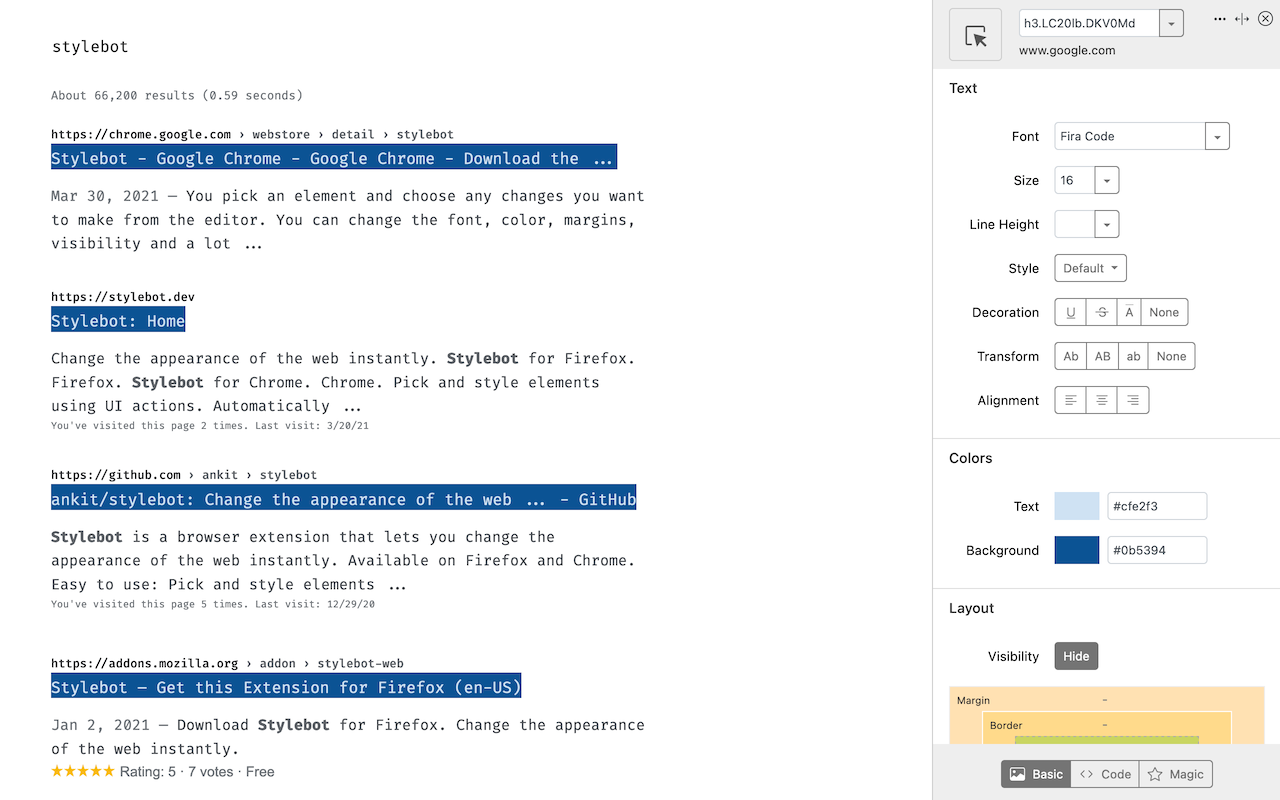 stylebot
About 66,200 results (0.59 seconds)
https://chrome.google.com › webstore › detail › stylebot
Stylebot - Google Chrome - Google Chrome - Download the ...
Mar 30, 2021 — You pick an element and choose any changes you want
to make from the editor. You can change the font, color, margins,
visibility and a lot ...
https://stylebot.dev
Stylebot: Home
Change the appearance of the web instantly. Stylebot for Firefox.
Firefox. Stylebot for Chrome. Chrome. Pick and style elements
using UI actions. Automatically ...
You've visited this page 2 times. Last visit: 3/20/21
https://github.com › ankit › stylebot
ankit/stylebot: Change the appearance of the web ... - GitHub
Stylebot is a browser extension that lets you change the
appearance of the web instantly. Available on Firefox and Chrome.
Easy to use: Pick and style elements ...
You've visited this page 5 times. Last visit: 12/29/20
https://addons.mozilla.org › addon › stylebot-web
Stylebot – Get this Extension for Firefox (en-US)
Jan 2, 2021 — Download Stylebot for Firefox. Change the appearance
of the web instantly.
★★★★★ Rating: 5 · 7 votes · Free
h3.LC20lb.DKV0Md
www.google.com
Text
Font Fira Code
Size 16
Line Height
Style Default
Decoration U S A None
Transform Ab AB ab None
Alignment
Colors
Text #cfe2f3
Background #0b5394
Layout
Visibility Hide
Margin –
Border –
Basic Code Magic